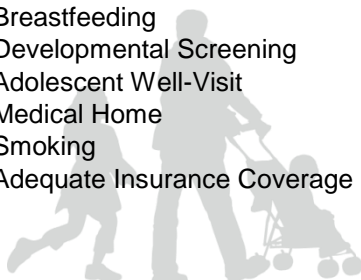 Breastfeeding
Developmental Screening
Adolescent Well-Visit
Medical Home
Smoking
Adequate Insurance Coverage